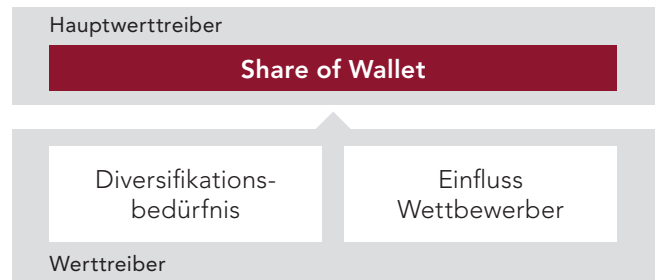 Hauptwerttreiber
Share of Wallet
Diversifikations-
bedürfnis
Einfluss
Wettbewerber
Werttreiber